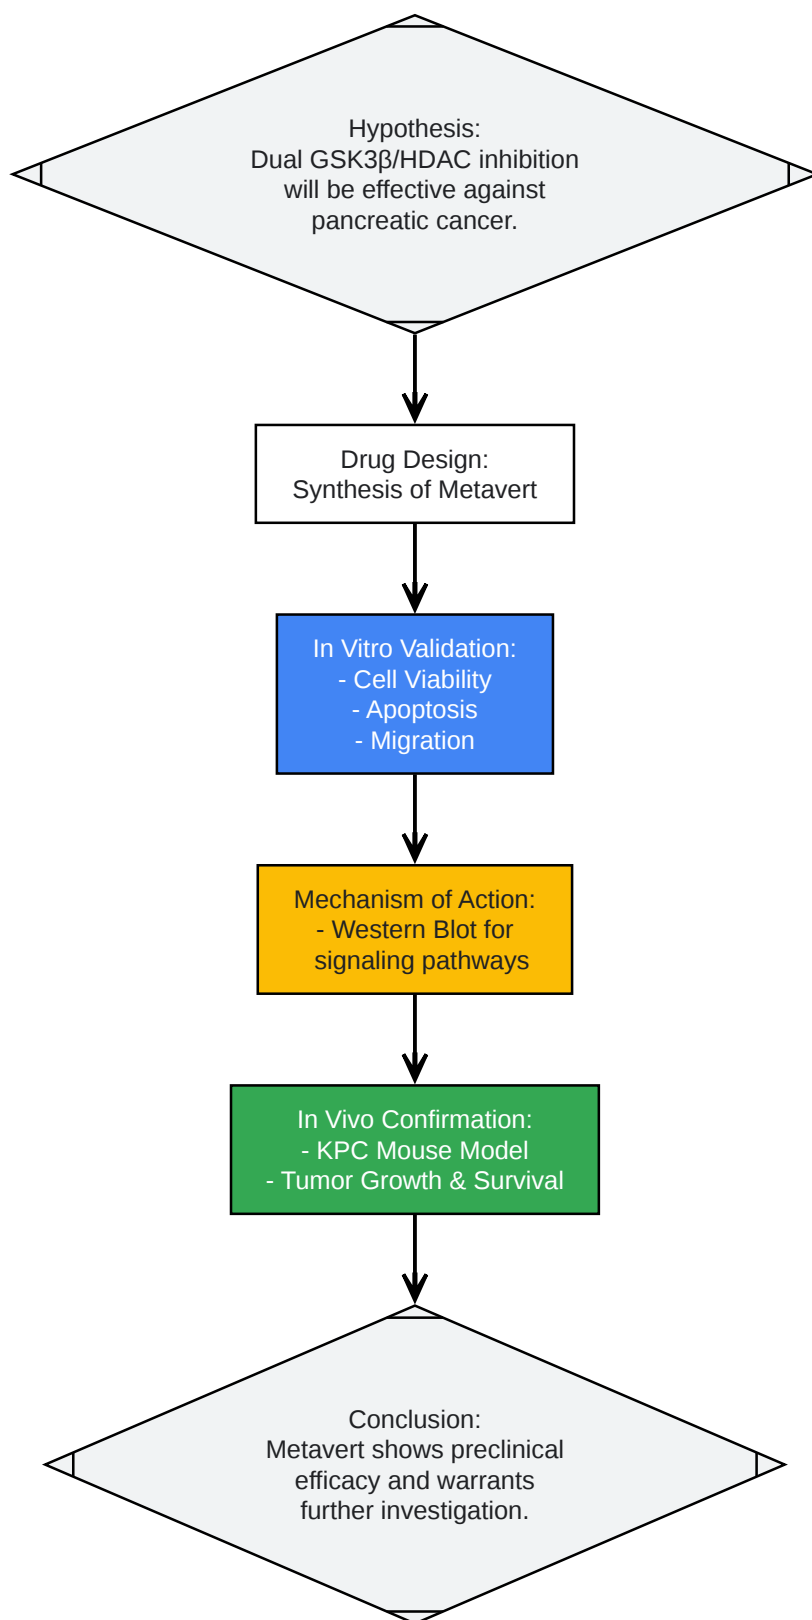 Hypothesis:
Dual GSK3β/HDAC inhibition
will be effective against
pancreatic cancer.
Drug Design:
Synthesis of Metavert
In Vitro Validation:
- Cell Viability
- Apoptosis
- Migration
Mechanism of Action:
- Western Blot for
signaling pathways
In Vivo Confirmation:
- KPC Mouse Model
- Tumor Growth & Survival
Conclusion:
Metavert shows preclinical
efficacy and warrants
further investigation.